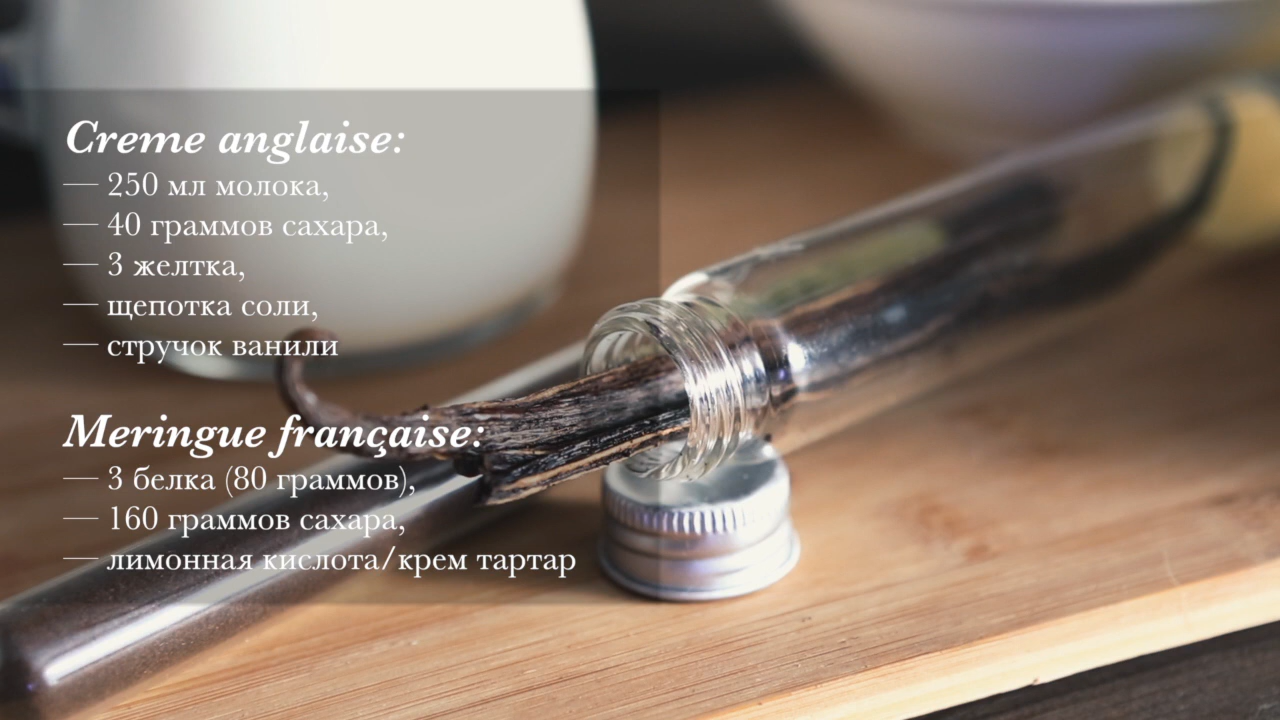 Creme anglaise:
— 250 мл молока,
— 40 граммов сахара,
— 3 желтка,
— щепотка соли,
— стручок ванили
Meringue française:
— 3 белка (80 граммов),
— 160 граммов сахара,
— лимонная кислота/крем тартар